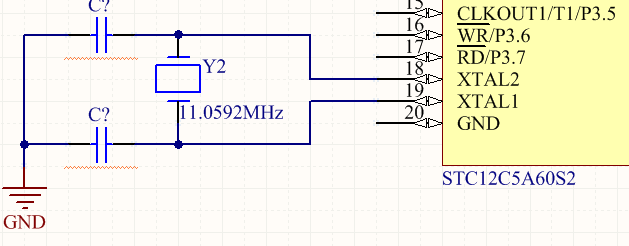 C?
Y2
11.0592MHz
C?
GND
15 CLKOUT1/T1/P3.5
16 WR/P3.6
17 RD/P3.7
18 XTAL2
19 XTAL1
20 GND
STC12C5A60S2